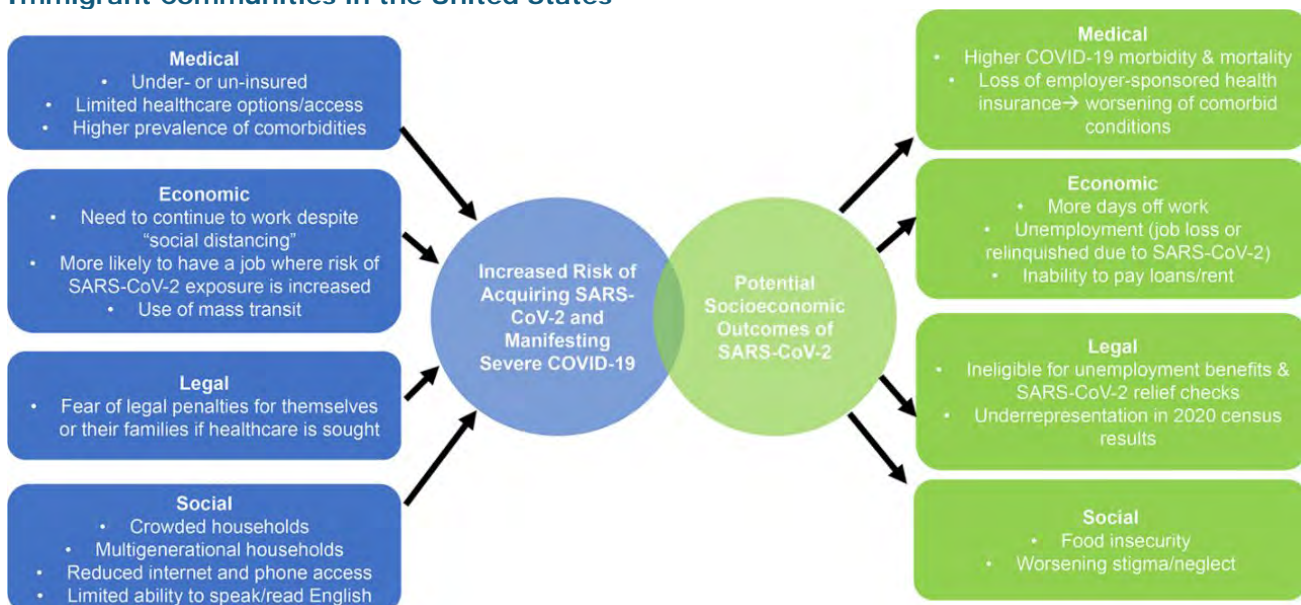 Immigrant communities in the United States
Medical
• Under- or un-insured
• Limited healthcare options/access
• Higher prevalence of comorbidities
Economic
• Need to continue to work despite
“social distancing”
• More likely to have a job where risk of
SARS-CoV-2 exposure is increased
• Use of mass transit
Legal
• Fear of legal penalties for themselves
or their families if healthcare is sought
Social
• Crowded households
• Multigenerational households
• Reduced internet and phone access
• Limited ability to speak/read English
Increased Risk of
Acquiring SARS-
CoV-2 and
Manifesting
Severe COVID-19
Potential
Socioeconomic
Outcomes of
SARS-CoV-2
Medical
• Higher COVID-19 morbidity & mortality
• Loss of employer-sponsored health
insurance→ worsening of comorbid
conditions
Economic
• More days off work
• Unemployment (job loss or
relinquished due to SARS-CoV-2)
• Inability to pay loans/rent
Legal
• Ineligible for unemployment benefits &
SARS-CoV-2 relief checks
• Underrepresentation in 2020 census
results
Social
• Food insecurity
• Worsening stigma/neglect